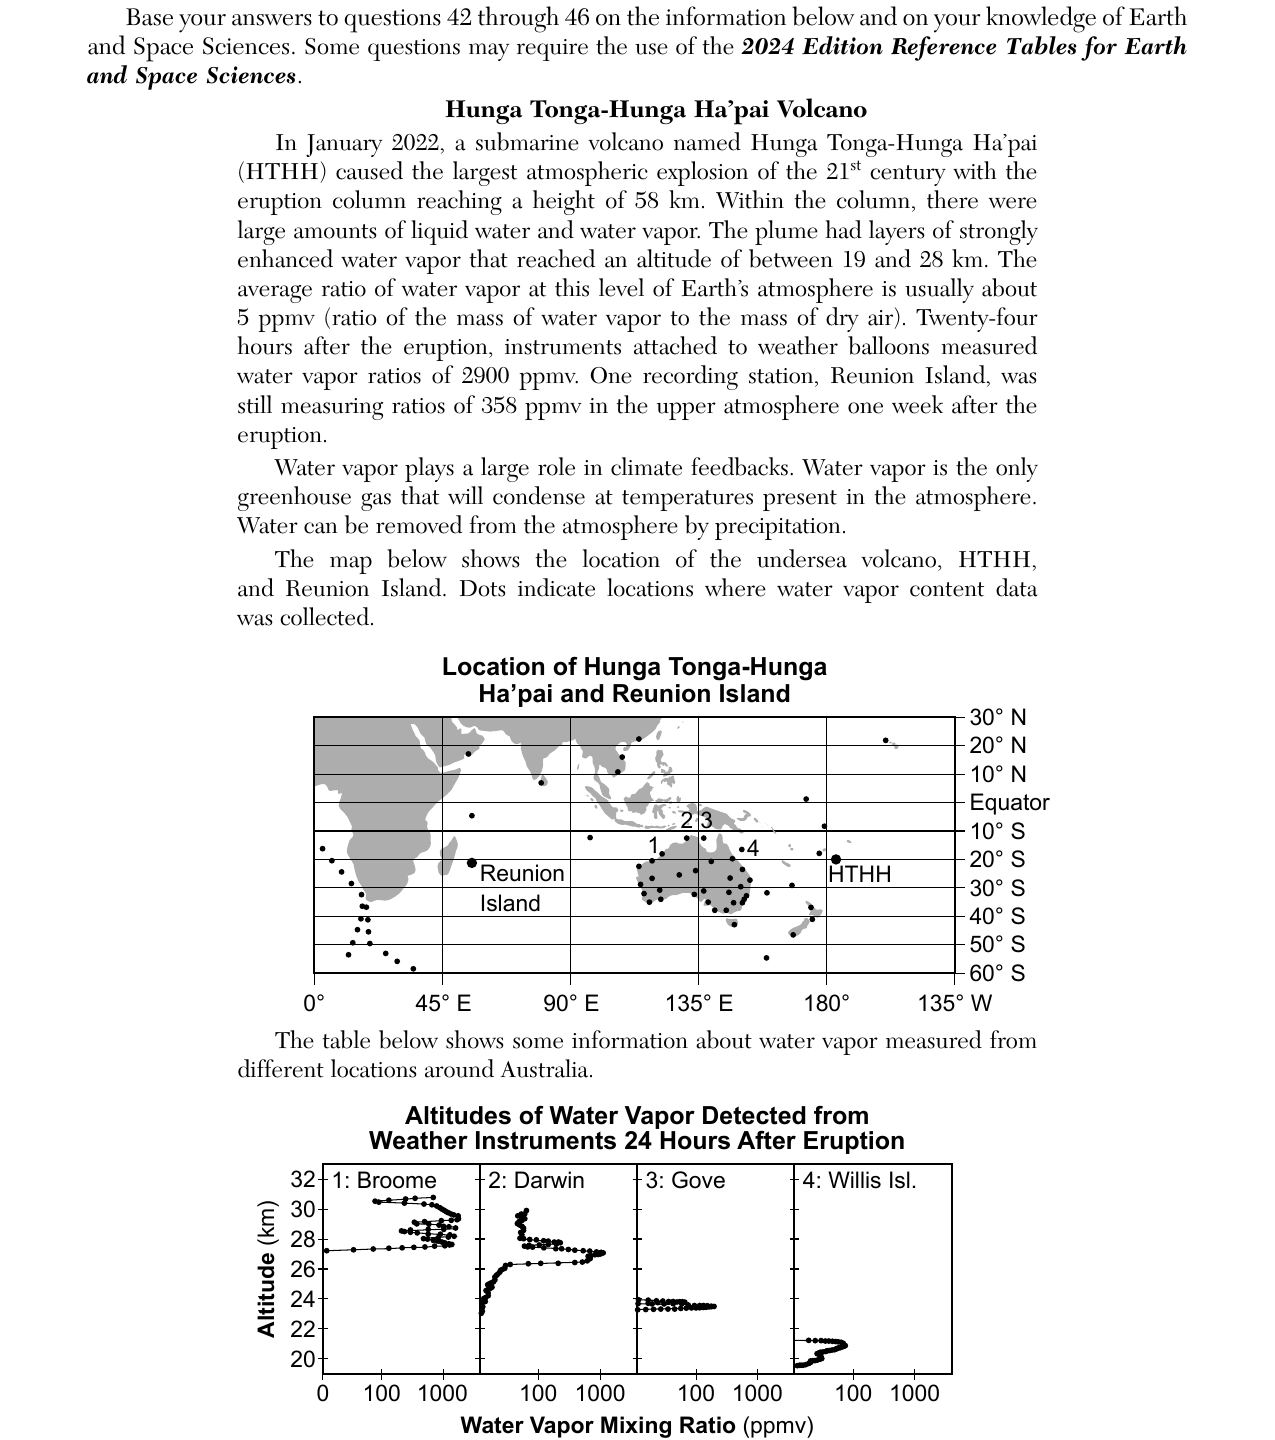 Base your answers to questions 42 through 46 on the information below and on your knowledge of Earth
and Space Sciences. Some questions may require the use of the 2024 Edition Reference Tables for Earth
and Space Sciences.
Hunga Tonga-Hunga Ha’pai Volcano
In January 2022, a submarine volcano named Hunga Tonga-Hunga Ha’pai
(HTHH) caused the largest atmospheric explosion of the 21st century with the
eruption column reaching a height of 58 km. Within the column, there were
large amounts of liquid water and water vapor. The plume had layers of strongly
enhanced water vapor that reached an altitude of between 19 and 28 km. The
average ratio of water vapor at this level of Earth’s atmosphere is usually about
5 ppmv (ratio of the mass of water vapor to the mass of dry air). Twenty-four
hours after the eruption, instruments attached to weather balloons measured
water vapor ratios of 2900 ppmv. One recording station, Reunion Island, was
still measuring ratios of 358 ppmv in the upper atmosphere one week after the
eruption.
Water vapor plays a large role in climate feedbacks. Water vapor is the only
greenhouse gas that will condense at temperatures present in the atmosphere.
Water can be removed from the atmosphere by precipitation.
The map below shows the location of the undersea volcano, HTHH,
and Reunion Island. Dots indicate locations where water vapor content data
was collected.
Location of Hunga Tonga-Hunga
Ha’pai and Reunion Island
30° N
20° N
10° N
Equator
2 3
10° S
1 4
20° S
Reunion HTHH
30° S
Island
40° S
50° S
60° S
0° 45° E 90° E 135° E 180° 135° W
The table below shows some information about water vapor measured from
different locations around Australia.
Altitudes of Water Vapor Detected from
Weather Instruments 24 Hours After Eruption
32 1: Broome 2: Darwin 3: Gove 4: Willis Isl.
30
28
26
24
22
20
Altitude (km)
0 100 1000 100 1000 100 1000 100 1000
Water Vapor Mixing Ratio (ppmv)